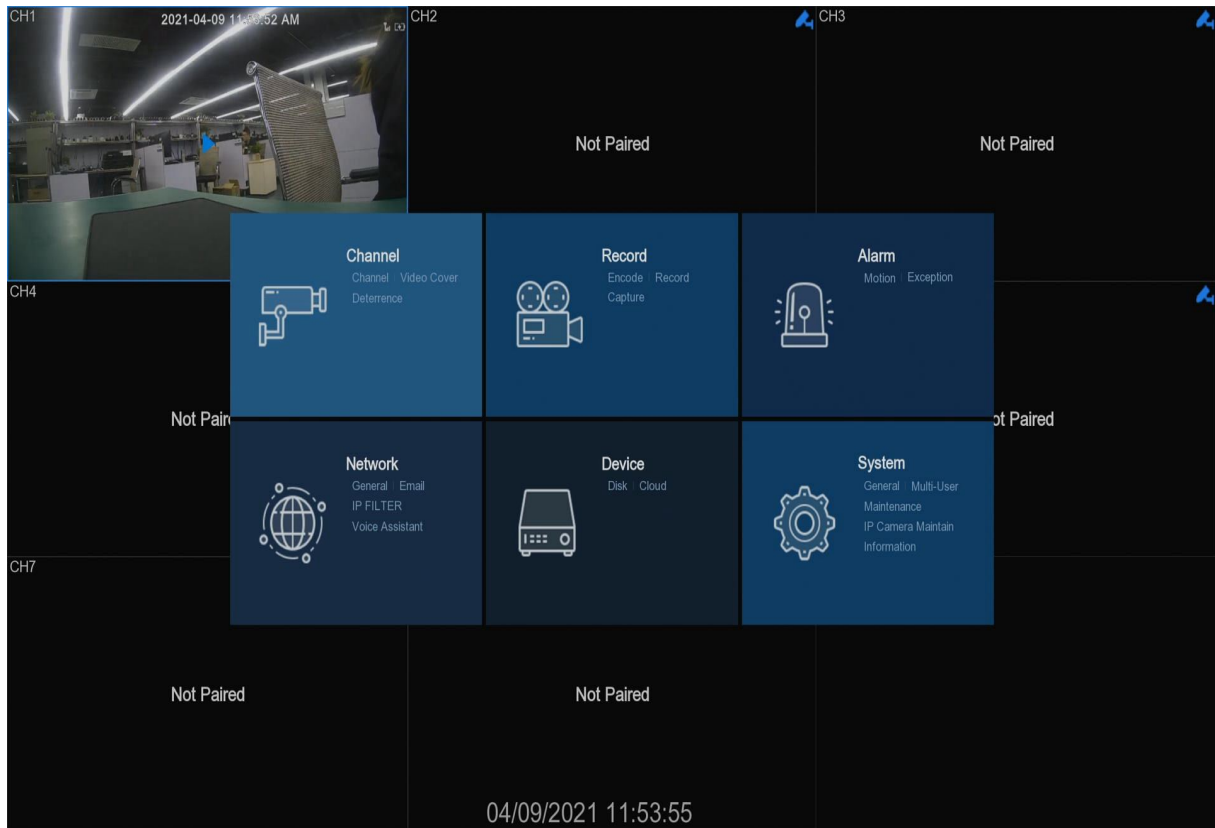 CH1
2021-04-09 11:53:52 AM
CH2
CH3
Not Paired
Not Paired
Channel
Channel | Video Cover
Deterrence
Record
Encode | Record
Capture
Alarm
Motion | Exception
CH4
Not Pair
ot Paired
Network
General | Email
IP FILTER
Voice Assistant
Device
Disk | Cloud
System
General | Multi-User
Maintenance
IP Camera Maintain
Information
CH7
Not Paired
Not Paired
04/09/2021 11:53:55